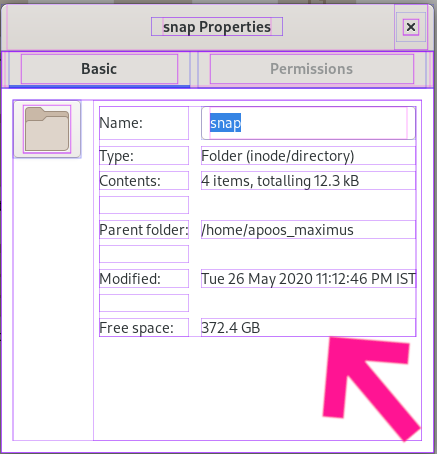 snap Properties
Basic
Permissions
Name: snap
Type: Folder (inode/directory)
Contents: 4 items, totalling 12.3 kB
Parent folder: /home/apoos_maximus
Modified: Tue 26 May 2020 11:12:46 PM IST
Free space: 372.4 GB